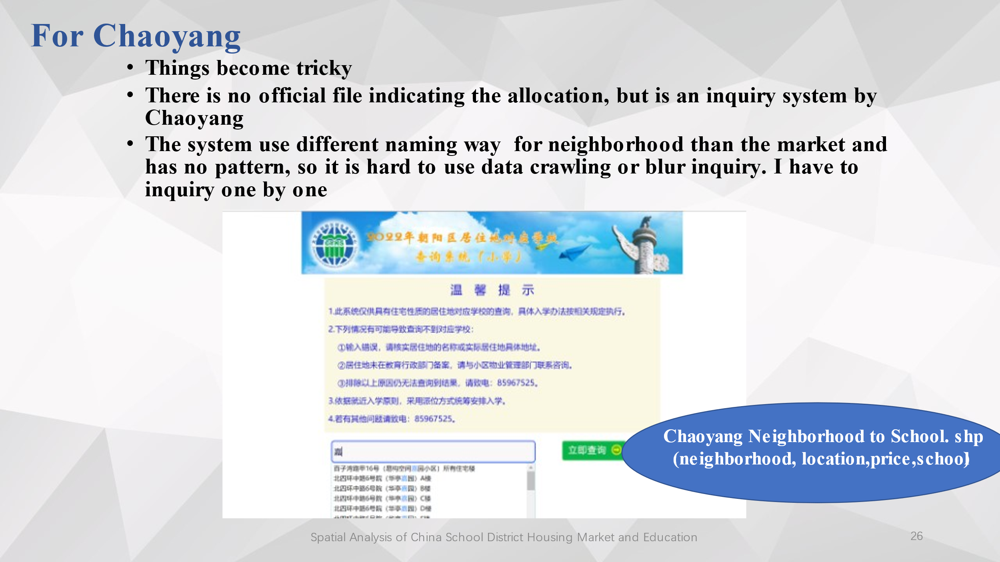 For Chaoyang
• Things become tricky
• There is no official file indicating the allocation, but is an inquiry system by
Chaoyang
• The system use different naming way for neighborhood than the market and
has no pattern, so it is hard to use data crawling or blur inquiry. I have to
inquiry one by one
2022年朝阳区居住地对应学校
查询系统（小学）
温 馨 提 示
1.此系统仅供具有住宅性质的居住地对应学校的查询，具体入学办法按相关规定执行。
2.下列情况有可能导致查询不到对应学校：
①输入错误，请核实居住地的名称或实际居住地具体地址。
②居住地未在教育行政部门备案，请与小区物业管理部门联系咨询。
③排除以上原因仍无法查询到结果，请致电：85967525。
3.依据就近入学原则，采用派位方式统筹安排入学。
4.若有其他问题请致电：85967525。
嘉
立即查询
百子湾路甲16号（易构空间嘉园小区）所有住宅楼
北四环中路6号院（华亭嘉园）A楼
北四环中路6号院（华亭嘉园）B楼
北四环中路6号院（华亭嘉园）C楼
北四环中路6号院（华亭嘉园）D楼
Chaoyang Neighborhood to School. shp
(neighborhood, location,price,school)
Spatial Analysis of China School District Housing Market and Education
26